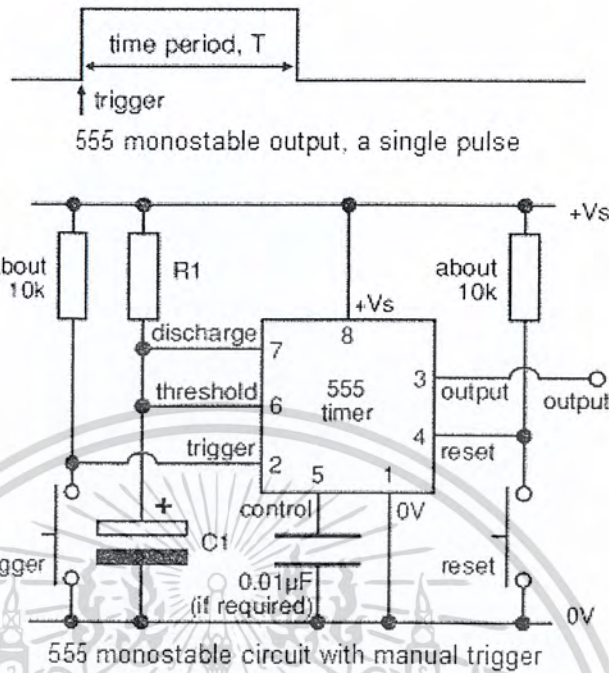 time period, T
trigger
555 monostable output, a single pulse
+Vs
about
10k
R1
about
10k
+Vs
8
discharge
7
555
timer
3
output
output
threshold
6
4
reset
trigger
2
5
1
control
0V
+
C1
0.01µF
(if required)
reset
0V
555 monostable circuit with manual trigger